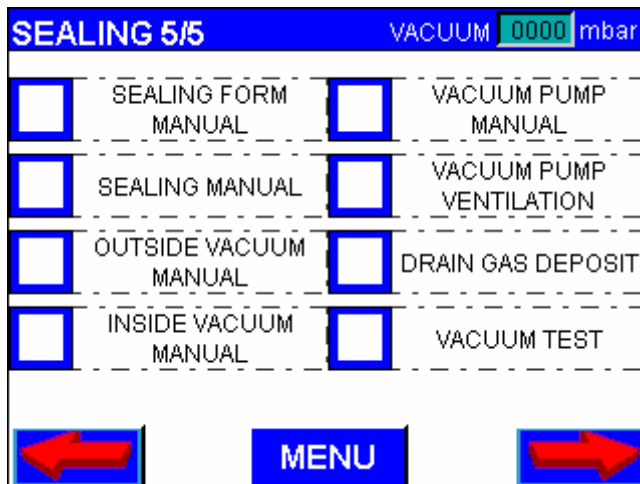 SEALING 5/5
VACUUM 0000 mbar
SEALING FORM
MANUAL
VACUUM PUMP
MANUAL
SEALING MANUAL
VACUUM PUMP
VENTILATION
OUTSIDE VACUUM
MANUAL
DRAIN GAS DEPOSIT
INSIDE VACUUM
MANUAL
VACUUM TEST
MENU